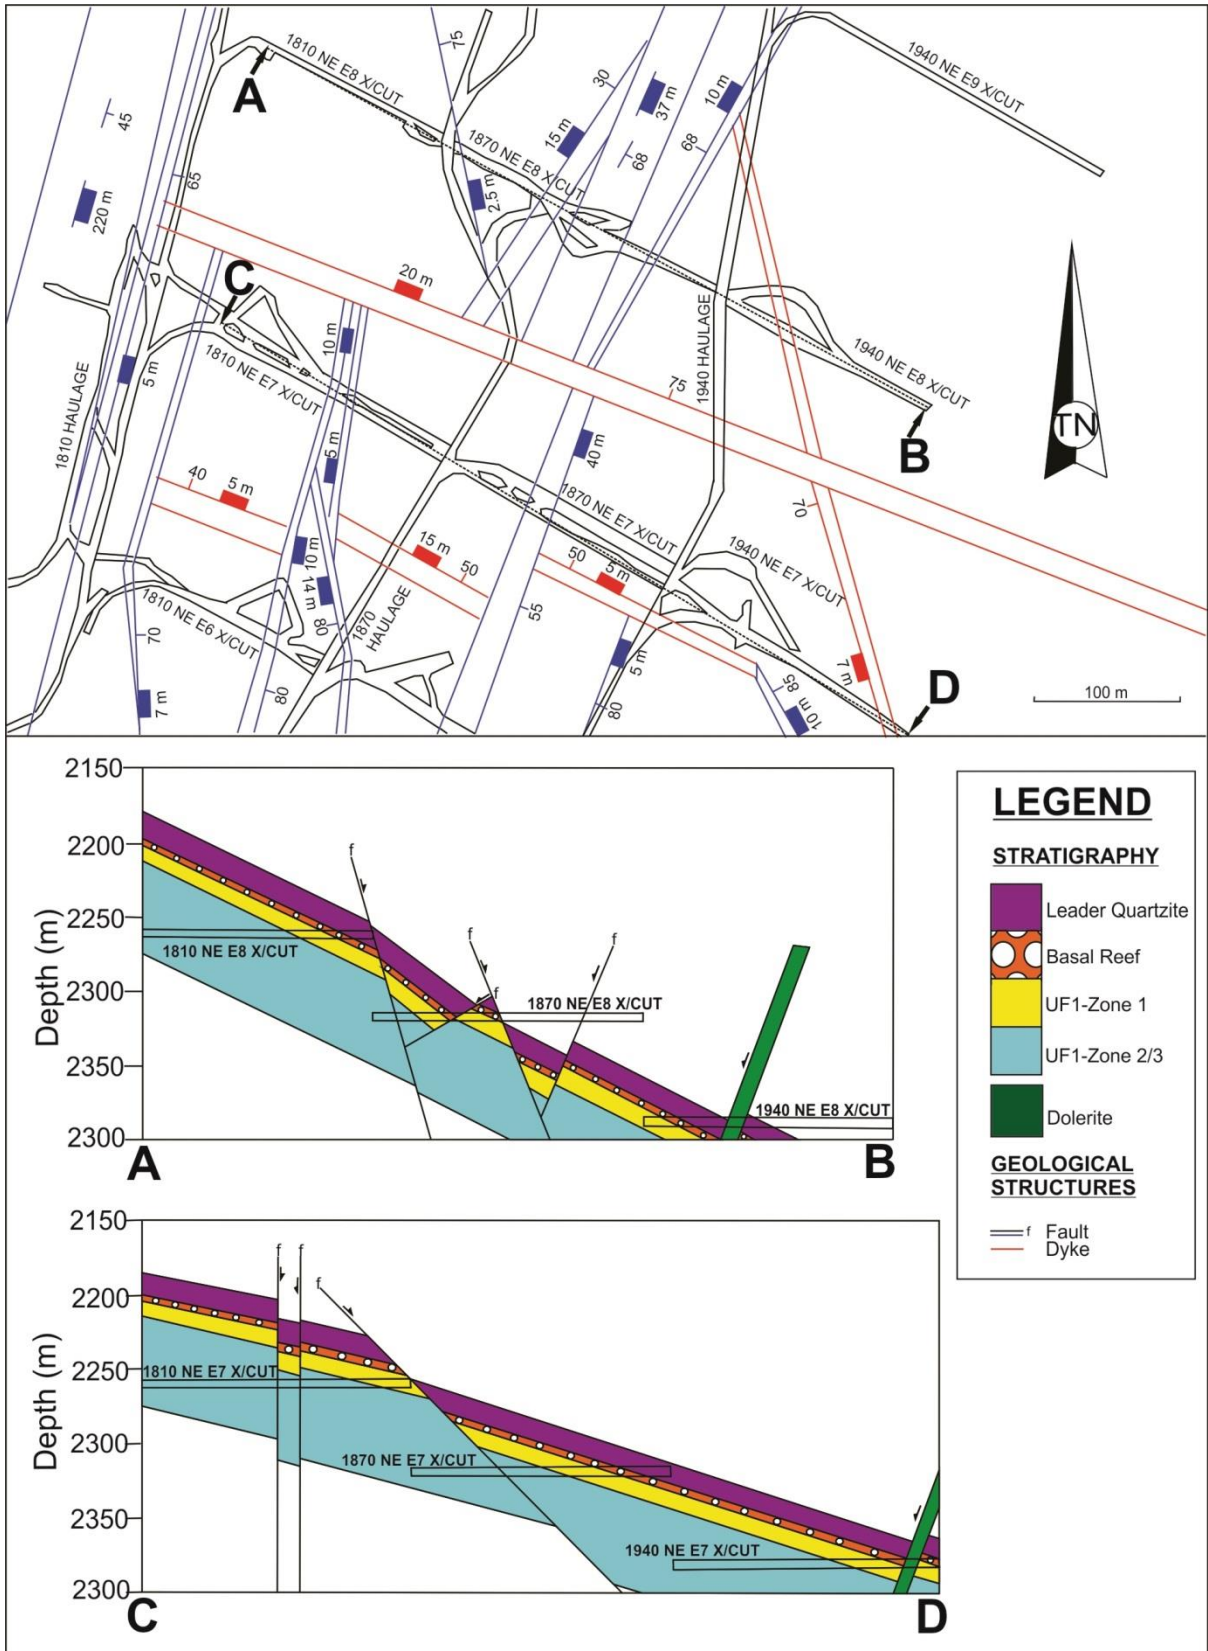 75
1810 NE E8 X/CUT
A
30
15 m
37 m
10 m
1940 NE E9 X/CUT
45
1870 NE E8 X/CUT
68
68
65
2.5 m
220 m
C
20 m
10 m
1940 HAULAGE
TN
1810 NE E7 X/CUT
5 m
75
1940 NE E8 X/CUT
B
1810 HAULAGE
40 m
5 m
40
5 m
1870 NE E7 X/CUT
70
10 m
15 m
50
50
5 m
1940 NE E7 X/CUT
14 m
1810 NE E6 X/CUT
80
1870
HAULAGE
55
70
7 m
80
5 m
80
85
10 m
7 m
D
100 m
2150
2200
2250
2300
2350
2300
Depth (m)
f
f
f
f
1810 NE E8 X/CUT
1870 NE E8 X/CUT
1940 NE E8 X/CUT
A
B
2150
2200
2250
2300
2350
2300
Depth (m)
f
f
f
1810 NE E7 X/CUT
1870 NE E7 X/CUT
1940 NE E7 X/CUT
C
D
LEGEND
STRATIGRAPHY
Leader Quartzite
Basal Reef
UF1-Zone 1
UF1-Zone 2/3
Dolerite
GEOLOGICAL
STRUCTURES
f Fault
Dyke